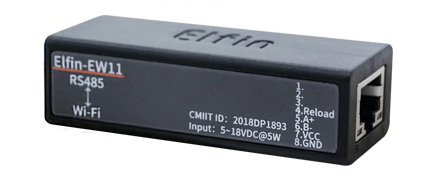 Elfin
Elfin-EW11
RS485
Wi-Fi
CMIIT ID: 2018DP1893
Input: 5~18VDC@5W
1.
2.
3.
4.Reload
5.A+
6.B-
7.VCC
8.GND